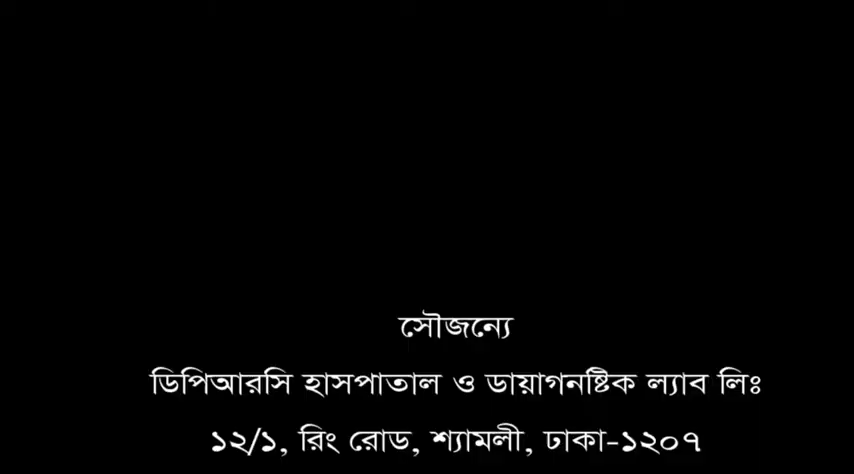 সৌজন্যে
ডিপিআরসি হাসপাতাল ও ডায়াগনষ্টিক ল্যাব লিঃ
১২/১, রিং রোড, শ্যামলী, ঢাকা-১২০৭